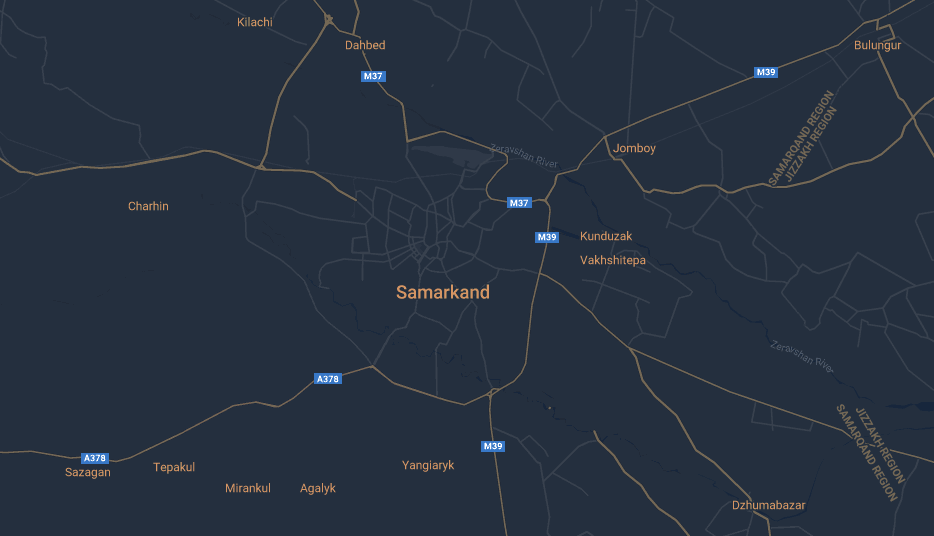 Kilachi
Dahbed
Bulungur
M37
M39
SAMARQAND REGION
JIZZAKH REGION
Zeravshan River
Jomboy
Charhin
M37
M39
Kunduzak
Vakhshitepa
Samarkand
Zeravshan River
A378
JIZZAKH REGION
SAMARQAND REGION
M39
A378
Sazagan
Tepakul
Yangiaryk
Mirankul
Agalyk
Dzhumabazar